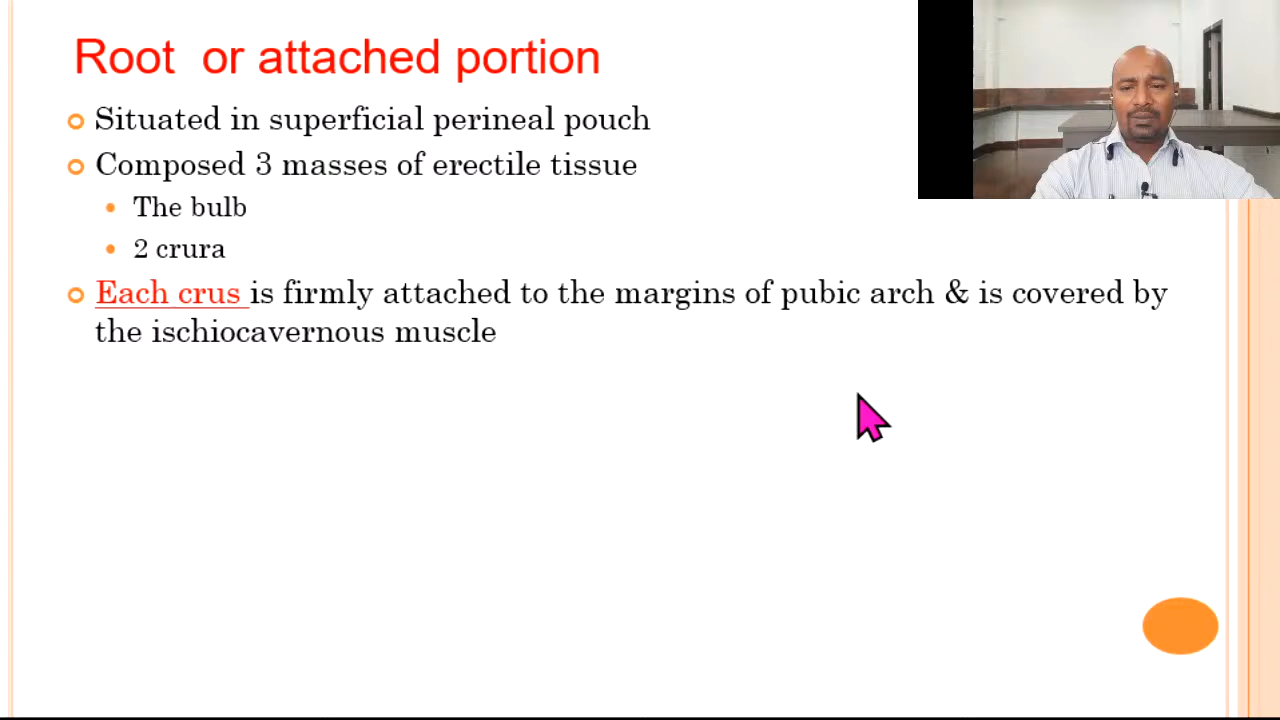 Root or attached portion
Situated in superficial perineal pouch
Composed 3 masses of erectile tissue
The bulb
2 crura
Each crus is firmly attached to the margins of pubic arch & is covered by
the ischiocavernous muscle